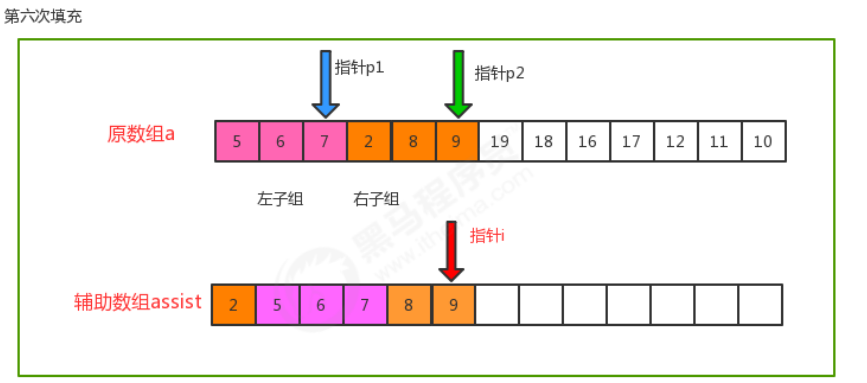 第六次填充
指针p1
指针p2
原数组a
5 6 7 2 8 9 19 18 16 17 12 11 10
左子组 右子组
指针i
辅助数组assist
2 5 6 7 8 9
黑马程序员
www.itheima.com